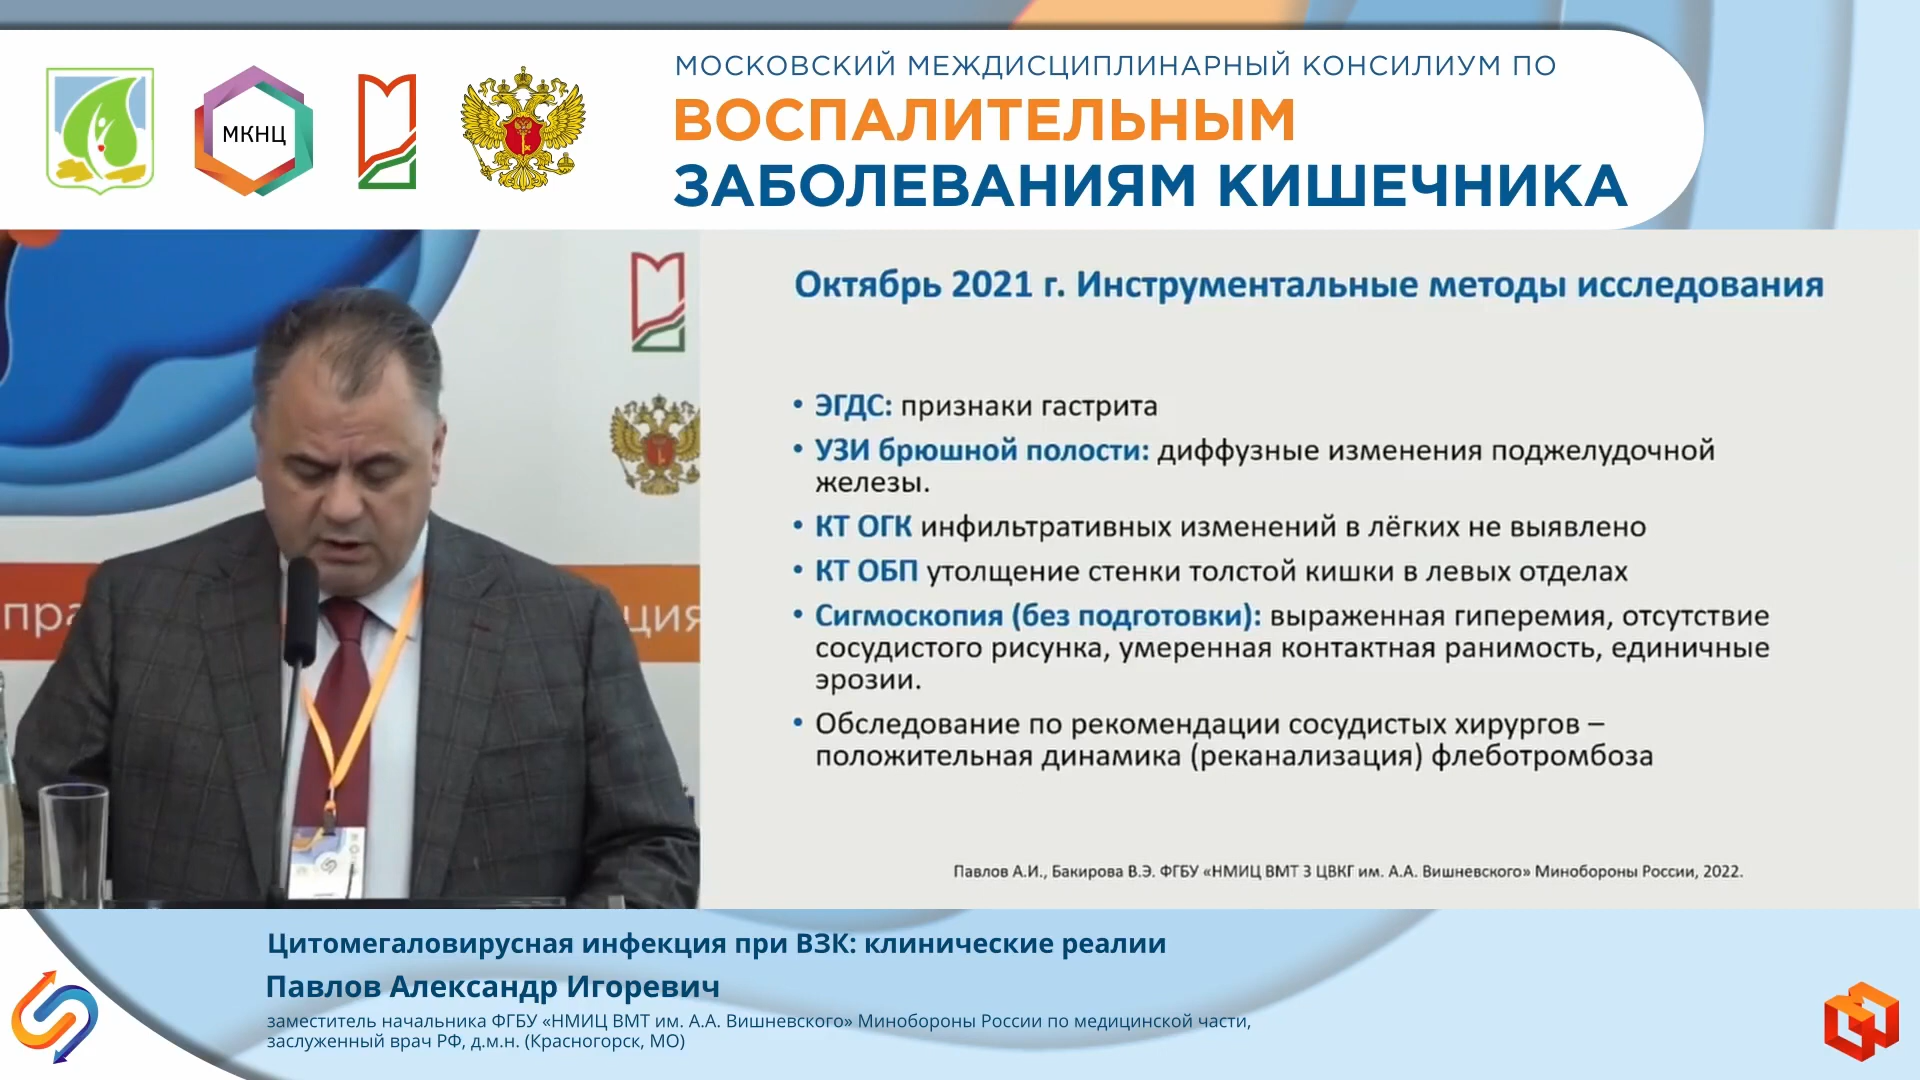 МКНЦ
МОСКОВСКИЙ МЕЖДИСЦИПЛИНАРНЫЙ КОНСИЛИУМ ПО
ВОСПАЛИТЕЛЬНЫМ
ЗАБОЛЕВАНИЯМ КИШЕЧНИКА
пра
ция
Октябрь 2021 г. Инструментальные методы исследования
• ЭГДС: признаки гастрита
• УЗИ брюшной полости: диффузные изменения поджелудочной
железы.
• КТ ОГК инфильтративных изменений в лёгких не выявлено
• КТ ОБП утолщение стенки толстой кишки в левых отделах
• Сигмоскопия (без подготовки): выраженная гиперемия, отсутствие
сосудистого рисунка, умеренная контактная ранимость, единичные
эрозии.
• Обследование по рекомендации сосудистых хирургов –
положительная динамика (реканализация) флеботромбоза
Павлов А.И., Бакирова В.Э. ФГБУ «НМИЦ ВМТ 3 ЦВКГ им. А.А. Вишневского» Минобороны России, 2022.
Цитомегаловирусная инфекция при ВЗК: клинические реалии
Павлов Александр Игоревич
заместитель начальника ФГБУ «НМИЦ ВМТ им. А.А. Вишневского» Минобороны России по медицинской части,
заслуженный врач РФ, д.м.н. (Красногорск, МО)